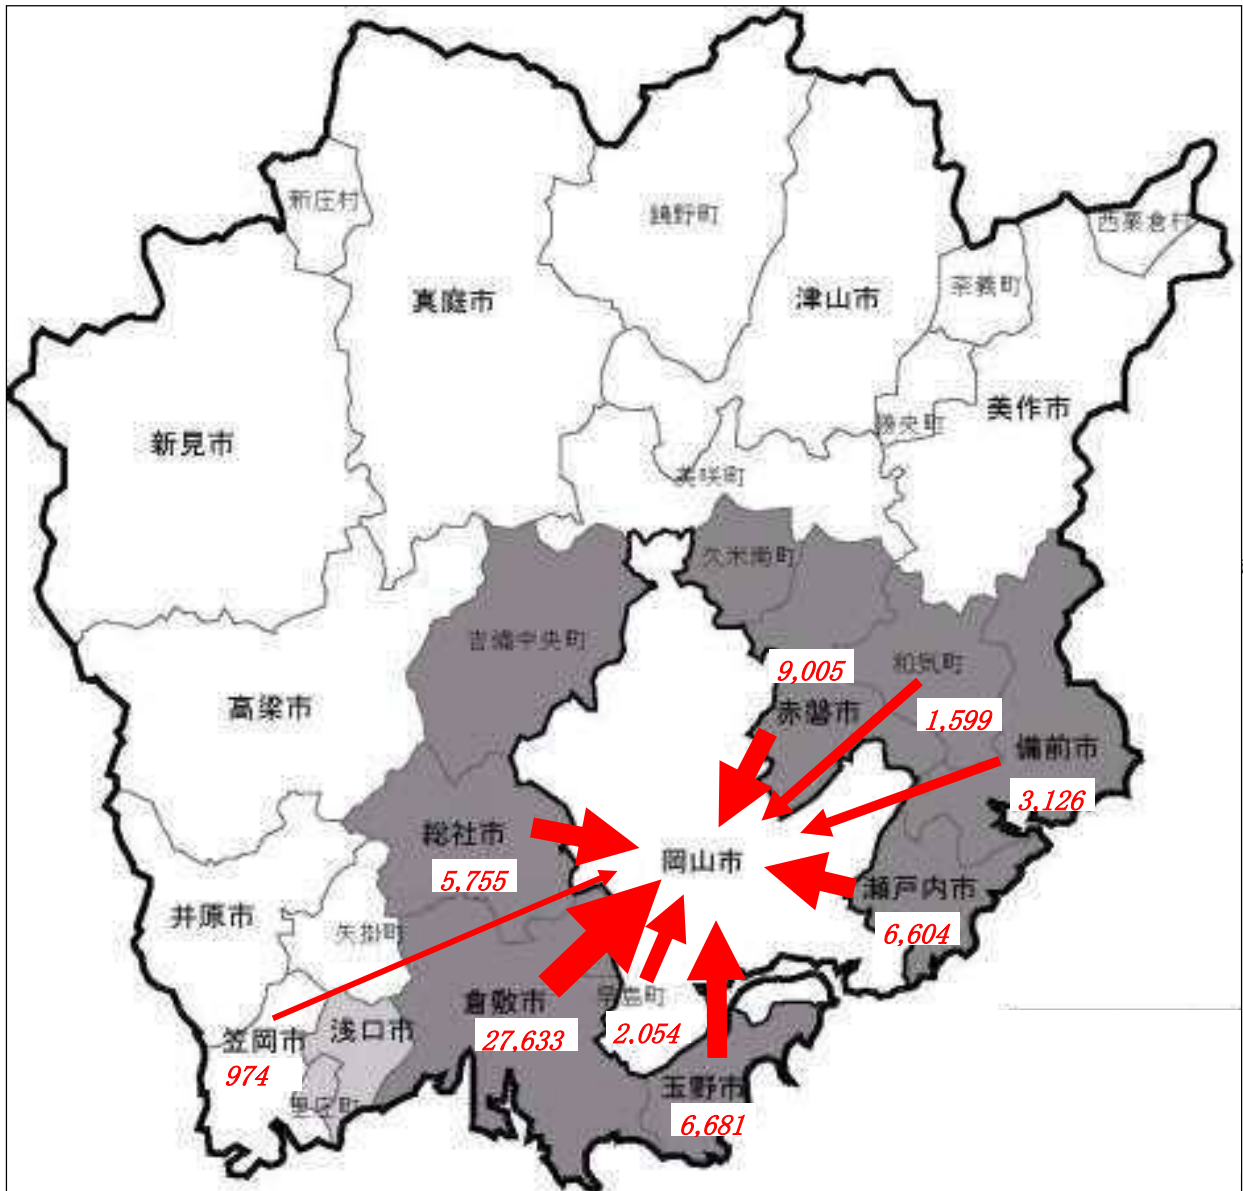 新庄村
鏡野町
西粟倉村
真庭市
津山市
奈義町
新見市
美作市
勝央町
美咲町
久米南町
吉備中央町
和気町
9,005
高梁市
赤磐市
1,599
備前市
3,126
総社市
5,755
岡山市
瀬戸内市
6,604
井原市
矢掛町
倉敷市
27,633
早島町
2.054
笠岡市
974
浅口市
里庄町
玉野市
6,681